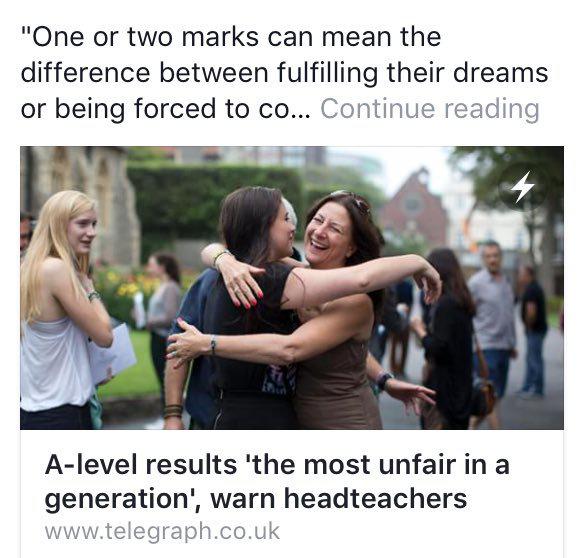 "One or two marks can mean the
difference between fulfilling their dreams
or being forced to co... Continue reading
A-level results 'the most unfair in a
generation', warn headteachers
www.telegraph.co.uk